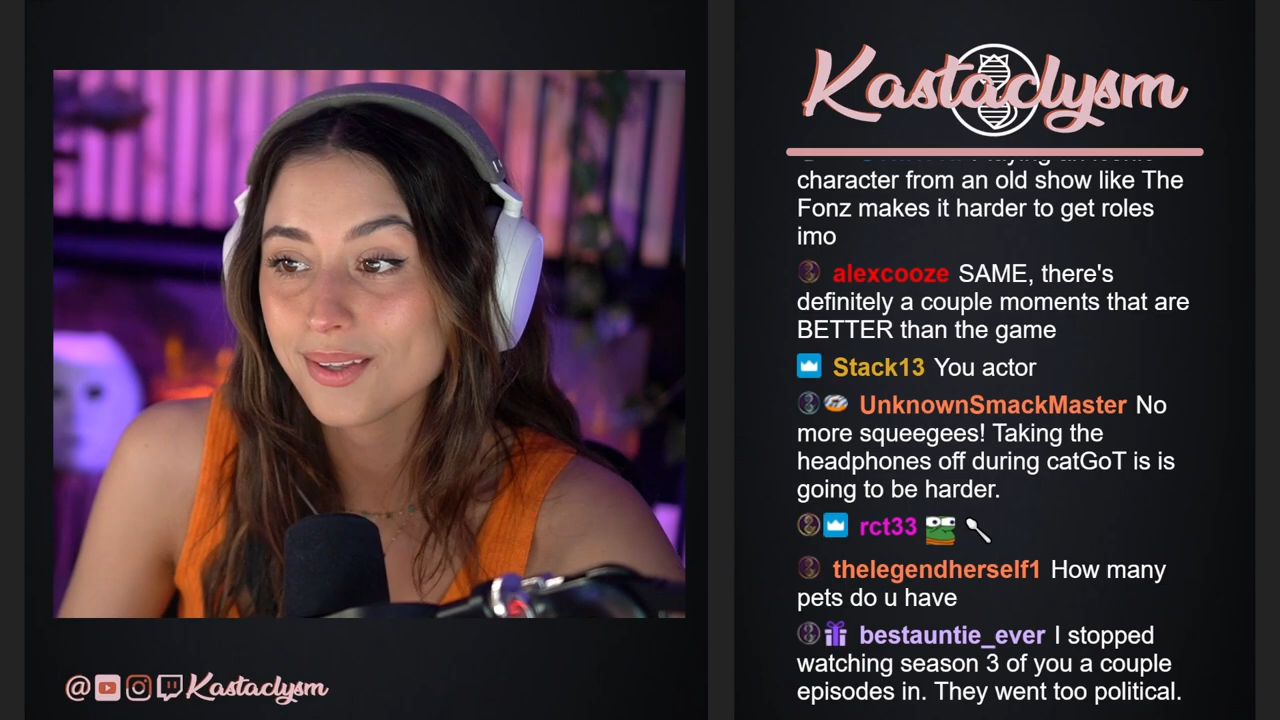 Kastaclysm
character from an old show like The
Fonz makes it harder to get roles
imo
alexcooze SAME, there's
definitely a couple moments that are
BETTER than the game
Stack13 You actor
UnknownSmackMaster No
more squeegees! Taking the
headphones off during catGoT is is
going to be harder.
rct33
thelegendherself1 How many
pets do u have
bestauntie_ever I stopped
watching season 3 of you a couple
episodes in. They went too political.
@ Kastaclysm